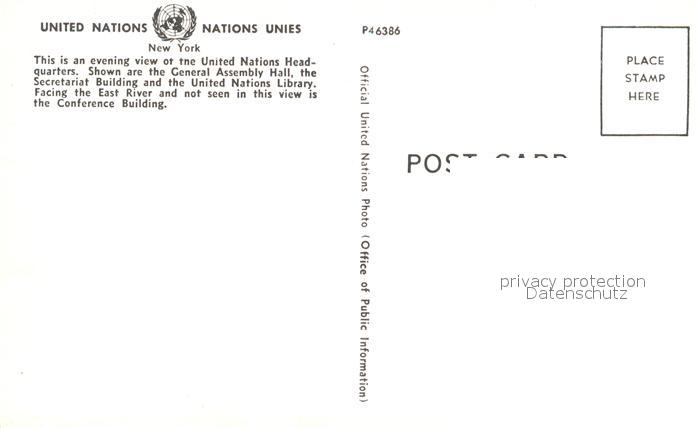 UNITED NATIONS NATIONS UNIES
New York
This is an evening view of the United Nations Head-
quarters. Shown are the General Assembly Hall, the
Secretariat Building and the United Nations Library.
Facing the East River and not seen in this view is
the Conference Building.
Official United Nations Photo (Office of Public Information)
P46386
PLACE
STAMP
HERE
POST CARD
privacy protection
Datenschutz